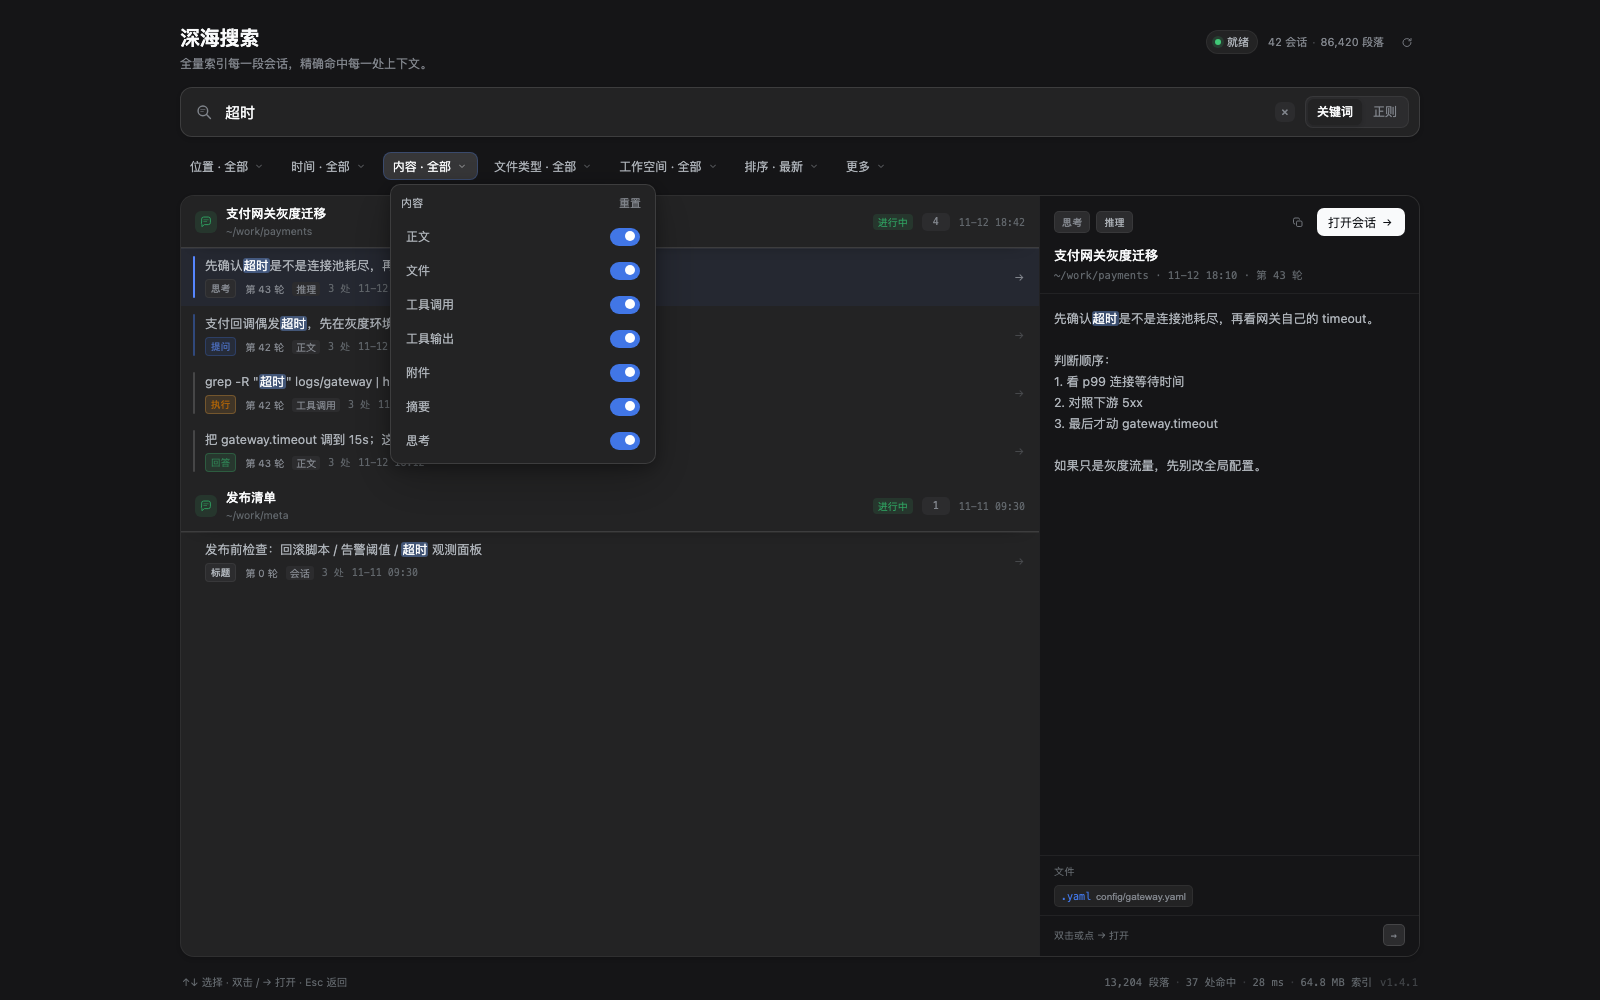 深海搜索
全量索引每一段会话，精确命中每一处上下文。
就绪
42 会话 · 86,420 段落
超时
关键词
正则
位置 · 全部
时间 · 全部
内容 · 全部
文件类型 · 全部
工作空间 · 全部
排序 · 最新
更多
内容
重置
正文
文件
工具调用
工具输出
附件
摘要
思考
支付网关灰度迁移
~/work/payments
进行中
4
11-12 18:42
先确认超时是不是连接池耗尽，再
思考 第 43 轮 推理 3 处 11-12
支付回调偶发超时，先在灰度环境
提问 第 42 轮 正文 3 处 11-12
grep -R "超时" logs/gateway | h
执行 第 42 轮 工具调用 3 处 11
把 gateway.timeout 调到 15s；这
回答 第 43 轮 正文 3 处 11-12
发布清单
~/work/meta
进行中
1
11-11 09:30
发布前检查：回滚脚本 / 告警阈值 / 超时 观测面板
标题 第 0 轮 会话 3 处 11-11 09:30
思考
推理
打开会话 →
支付网关灰度迁移
~/work/payments · 11-12 18:10 · 第 43 轮
先确认超时是不是连接池耗尽，再看网关自己的 timeout。
判断顺序：
1. 看 p99 连接等待时间
2. 对照下游 5xx
3. 最后才动 gateway.timeout
如果只是灰度流量，先别改全局配置。
文件
.yaml config/gateway.yaml
双击或点 → 打开
→
↑↓ 选择 · 双击 / → 打开 · Esc 返回
13,204 段落 · 37 处命中 · 28 ms · 64.8 MB 索引 v1.4.1